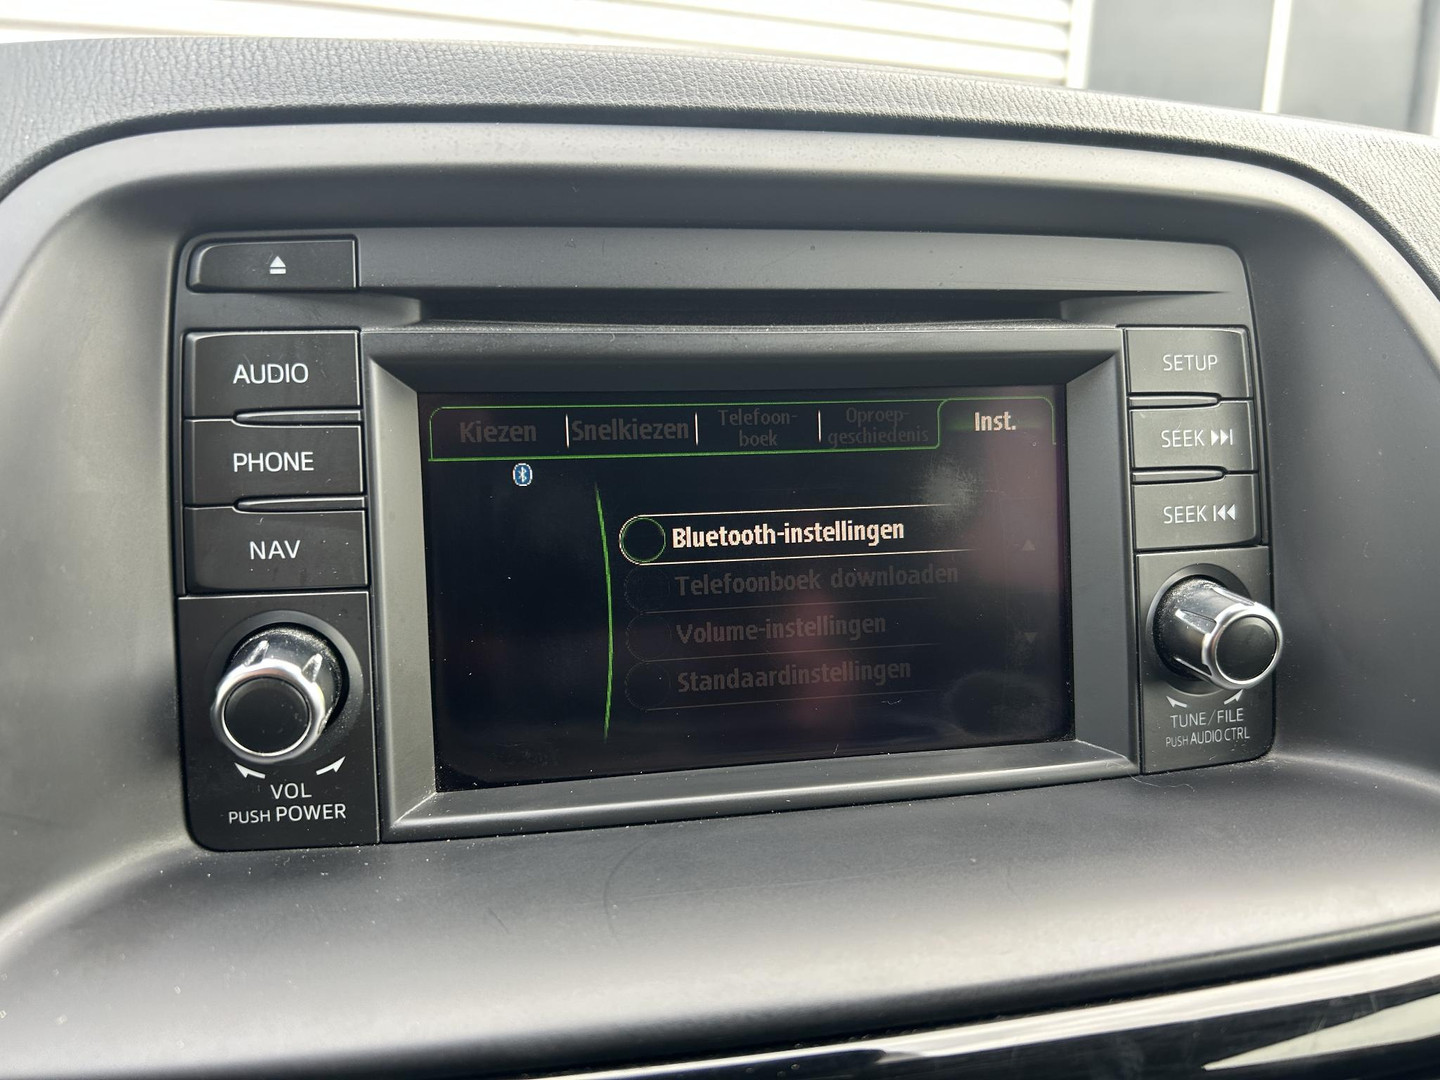 AUDIO
PHONE
NAV
VOL
PUSH POWER
Kiezen
Snelkiezen
Telefoon-
boek
Oproep-
geschiedenis
Inst.
Bluetooth-instellingen
Telefoonboek downloaden
Volume-instellingen
Standaardinstellingen
SETUP
SEEK
SEEK
TUNE/FILE
PUSH AUDIO CTRL